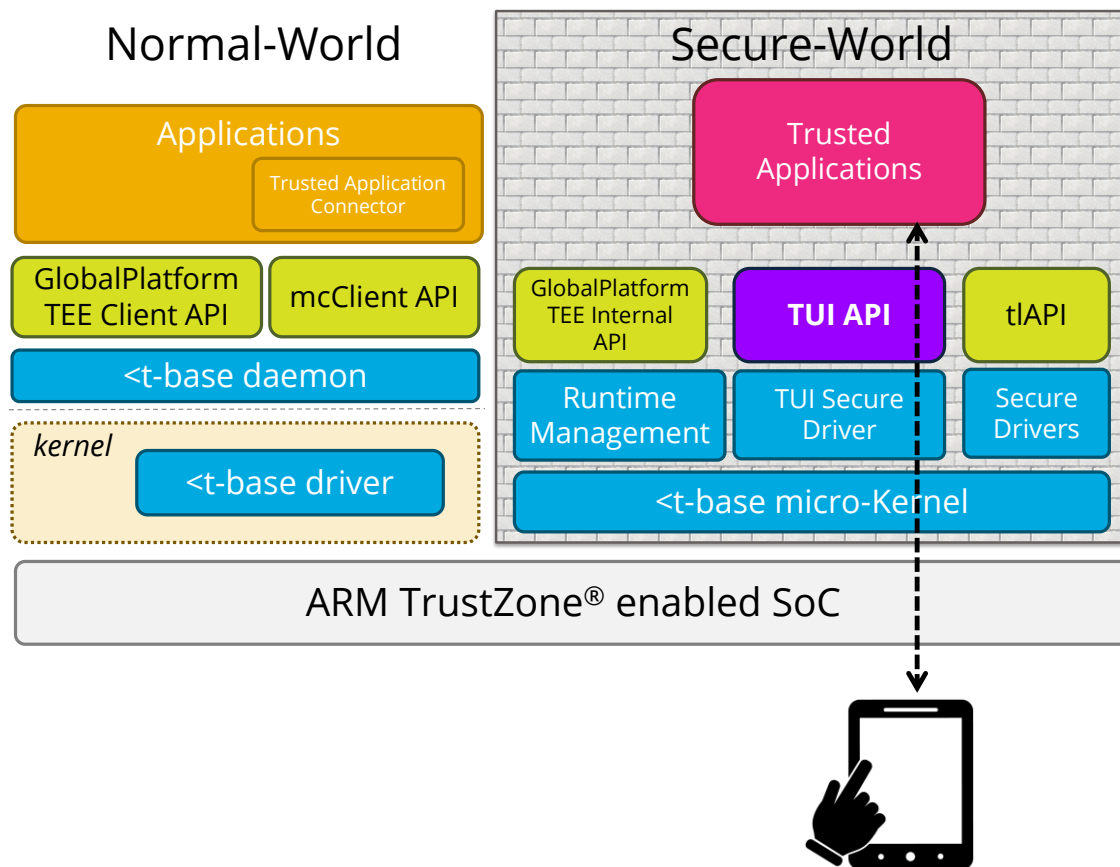 Normal-World
Applications
Trusted Application
Connector
GlobalPlatform
TEE Client API
mcClient API
<t-base daemon
kernel
<t-base driver
Secure-World
Trusted
Applications
GlobalPlatform
TEE Internal
API
TUI API
tlAPI
Runtime
Management
TUI Secure
Driver
Secure
Drivers
<t-base micro-Kernel
ARM TrustZone® enabled SoC